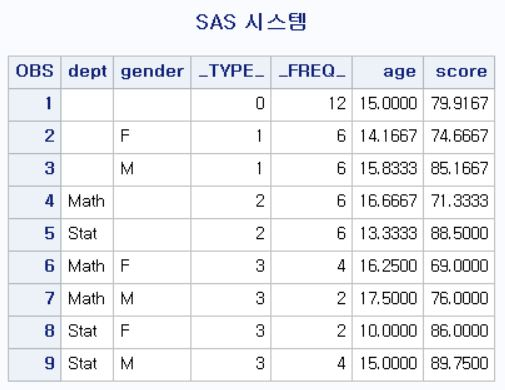 SAS 시스템
OBS dept gender _TYPE_ _FREQ_ age score
1 0 12 15.0000 79.9167
2 F 1 6 14.1667 74.6667
3 M 1 6 15.8333 85.1667
4 Math 2 6 16.6667 71.3333
5 Stat 2 6 13.3333 88.5000
6 Math F 3 4 16.2500 69.0000
7 Math M 3 2 17.5000 76.0000
8 Stat F 3 2 10.0000 86.0000
9 Stat M 3 4 15.0000 89.7500